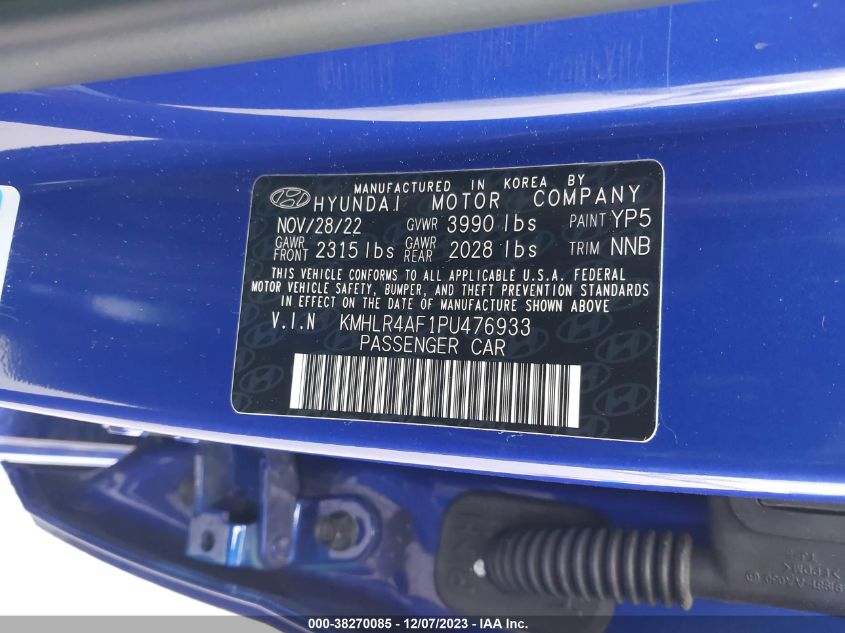 MANUFACTURED IN KOREA BY
HYUNDAI MOTOR COMPANY
NOV/28/22 GVWR 3990 lbs PAINT YP5
GAWR FRONT 2315 lbs GAWR REAR 2028 lbs TRIM NNB
THIS VEHICLE CONFORMS TO ALL APPLICABLE U.S.A. FEDERAL
MOTOR VEHICLE SAFETY, BUMPER, AND THEFT PREVENTION STANDARDS
IN EFFECT ON THE DATE OF MANUFACTURE SHOWN ABOVE
V.I.N KMHLR4AF1PU476933
PASSENGER CAR
000-38270085 - 12/07/2023 - IAA Inc.